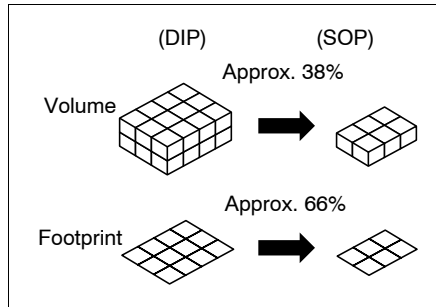 (DIP) (SOP)
Approx. 38%
Volume
Approx. 66%
Footprint